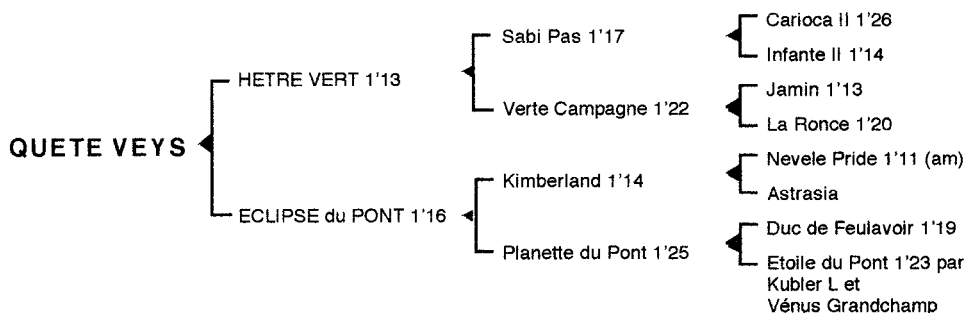 Carioca II 1'26
Sabi Pas 1'17
Infante II 1'14
HETRE VERT 1'13
Jamin 1'13
Verte Campagne 1'22
La Ronce 1'20
QUETE VEYS
Nevele Pride 1'11 (am)
Kimberland 1'14
Astrasia
ECLIPSE du PONT 1'16
Duc de Feulavoir 1'19
Planette du Pont 1'25
Etoile du Pont 1'23 par
Kubler L et
Vénus Grandchamp